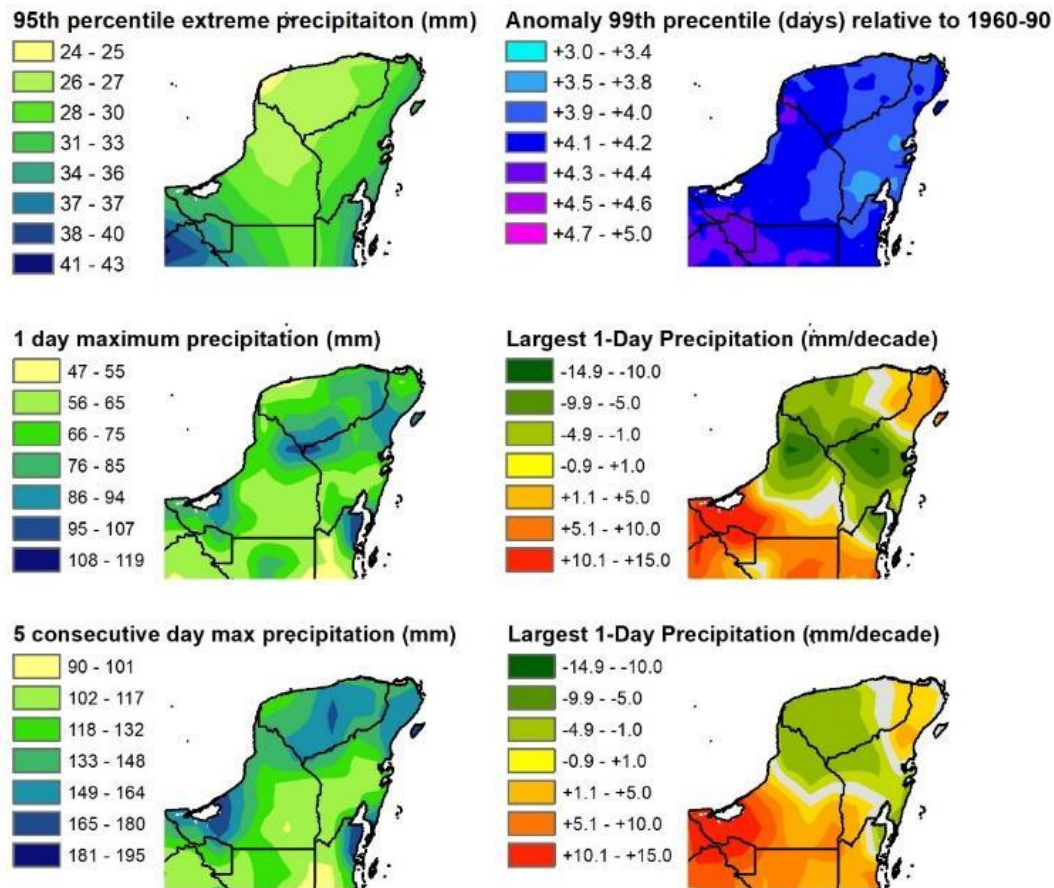 95th percentile extreme precipitaiton (mm)
24 - 25
26 - 27
28 - 30
31 - 33
34 - 36
37 - 37
38 - 40
41 - 43
Anomaly 99th precentile (days) relative to 1960-90
+3.0 - +3.4
+3.5 - +3.8
+3.9 - +4.0
+4.1 - +4.2
+4.3 - +4.4
+4.5 - +4.6
+4.7 - +5.0
1 day maximum precipitation (mm)
47 - 55
56 - 65
66 - 75
76 - 85
86 - 94
95 - 107
108 - 119
Largest 1-Day Precipitation (mm/decade)
-14.9 - -10.0
-9.9 - -5.0
-4.9 - -1.0
-0.9 - +1.0
+1.1 - +5.0
+5.1 - +10.0
+10.1 - +15.0
5 consecutive day max precipitation (mm)
90 - 101
102 - 117
118 - 132
133 - 148
149 - 164
165 - 180
181 - 195
Largest 1-Day Precipitation (mm/decade)
-14.9 - -10.0
-9.9 - -5.0
-4.9 - -1.0
-0.9 - +1.0
+1.1 - +5.0
+5.1 - +10.0
+10.1 - +15.0